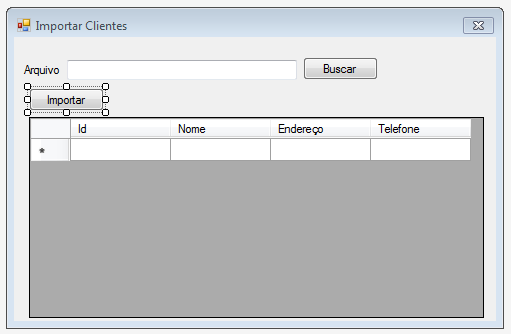 Importar Clientes
Arquivo Buscar
Importar
Id Nome Endereço Telefone
*